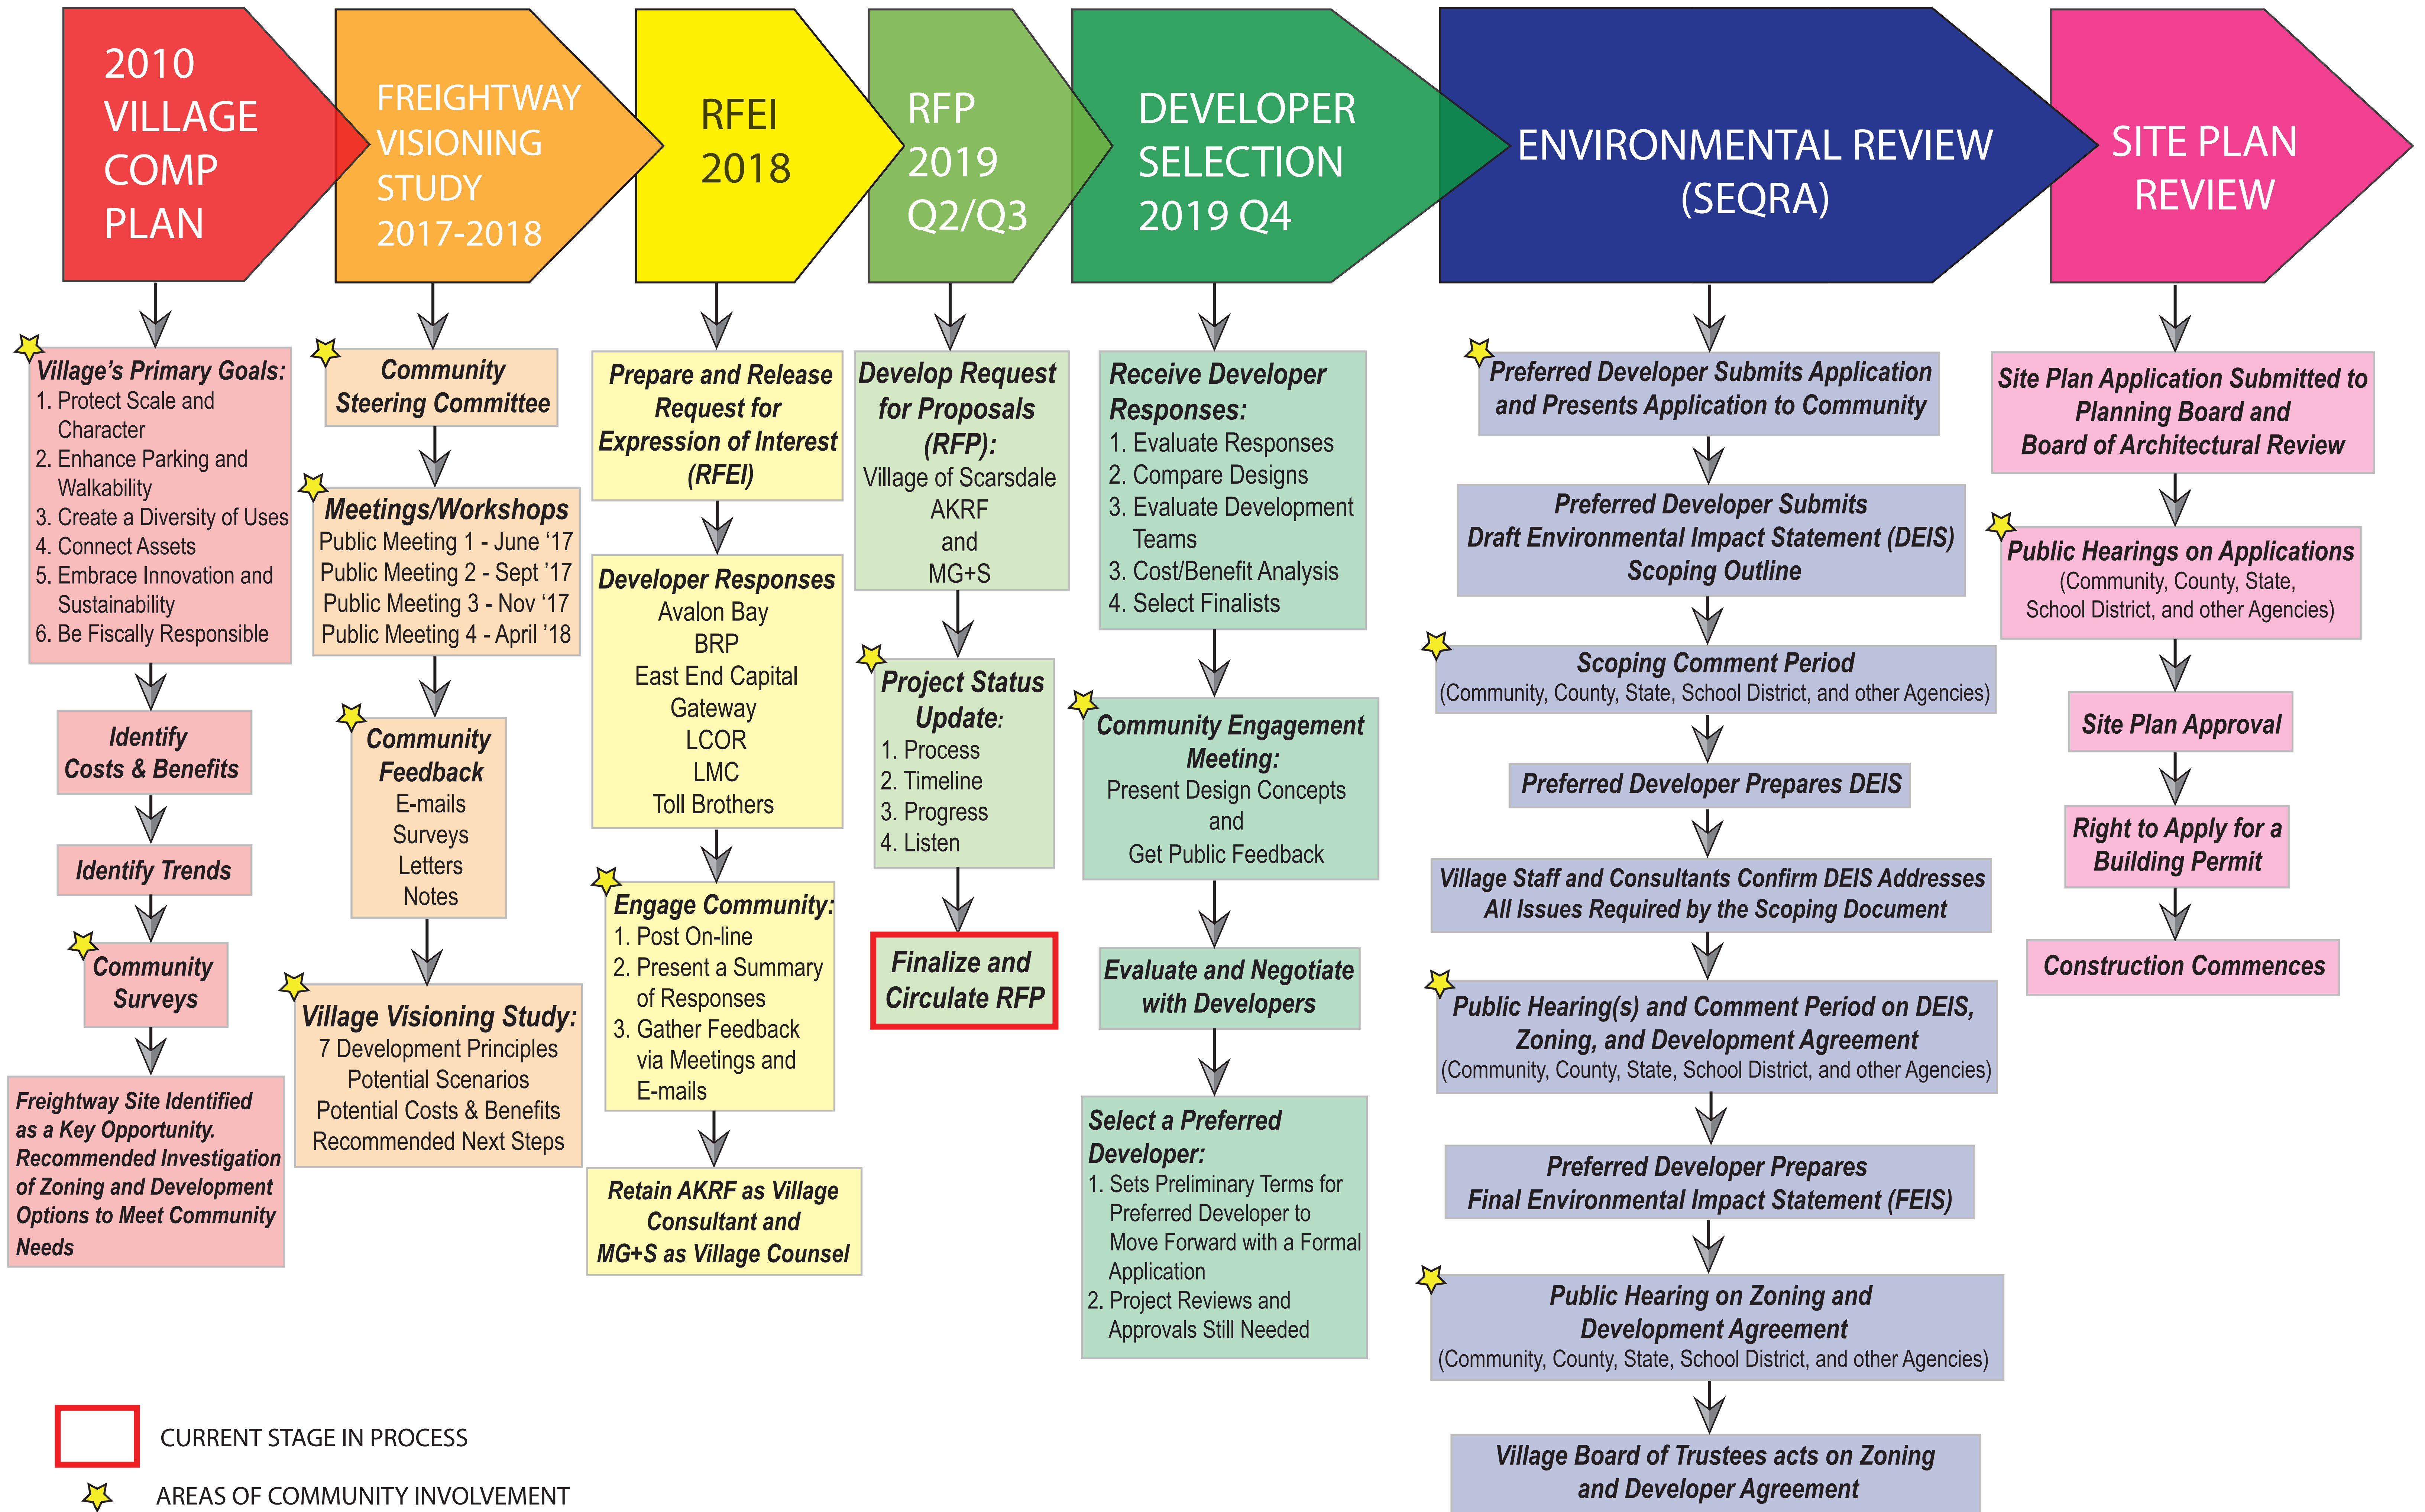 2010
VILLAGE
COMP
PLAN
FREIGHTWAY
VISIONING
STUDY
2017-2018
RFEI
2018
RFP
2019
Q2/Q3
DEVELOPER
SELECTION
2019 Q4
ENVIRONMENTAL REVIEW
(SEQRA)
SITE PLAN
REVIEW
Village’s Primary Goals:
1. Protect Scale and
Character
2. Enhance Parking and
Walkability
3. Create a Diversity of Uses
4. Connect Assets
5. Embrace Innovation and
Sustainability
6. Be Fiscally Responsible
Identify
Costs & Benefits
Identify Trends
Community
Surveys
Freightway Site Identified
as a Key Opportunity.
Recommended Investigation
of Zoning and Development
Options to Meet Community
Needs
Community
Steering Committee
Meetings/Workshops
Public Meeting 1 - June ‘17
Public Meeting 2 - Sept ’17
Public Meeting 3 - Nov ‘17
Public Meeting 4 - April ’18
Community
Feedback
E-mails
Surveys
Letters
Notes
Village Visioning Study:
7 Development Principles
Potential Scenarios
Potential Costs & Benefits
Recommended Next Steps
Prepare and Release
Request for
Expression of Interest
(RFEI)
Developer Responses
Avalon Bay
BRP
East End Capital
Gateway
LCOR
LMC
Toll Brothers
Engage Community:
1. Post On-line
2. Present a Summary
of Responses
3. Gather Feedback
via Meetings and
E-mails
Retain AKRF as Village
Consultant and
MG+S as Village Counsel
Develop Request
for Proposals
(RFP):
Village of Scarsdale
AKRF
and
MG+S
Project Status
Update:
1. Process
2. Timeline
3. Progress
4. Listen
Finalize and
Circulate RFP
Receive Developer
Responses:
1. Evaluate Responses
2. Compare Designs
3. Evaluate Development
Teams
3. Cost/Benefit Analysis
4. Select Finalists
Community Engagement
Meeting:
Present Design Concepts
and
Get Public Feedback
Evaluate and Negotiate
with Developers
Select a Preferred
Developer:
1. Sets Preliminary Terms for
Preferred Developer to
Move Forward with a Formal
Application
2. Project Reviews and
Approvals Still Needed
Preferred Developer Submits Application
and Presents Application to Community
Preferred Developer Submits
Draft Environmental Impact Statement (DEIS)
Scoping Outline
Scoping Comment Period
(Community, County, State, School District, and other Agencies)
Preferred Developer Prepares DEIS
Village Staff and Consultants Confirm DEIS Addresses
All Issues Required by the Scoping Document
Public Hearing(s) and Comment Period on DEIS,
Zoning, and Development Agreement
(Community, County, State, School District, and other Agencies)
Preferred Developer Prepares
Final Environmental Impact Statement (FEIS)
Public Hearing on Zoning and
Development Agreement
(Community, County, State, School District, and other Agencies)
Village Board of Trustees acts on Zoning
and Developer Agreement
Site Plan Application Submitted to
Planning Board and
Board of Architectural Review
Public Hearings on Applications
(Community, County, State,
School District, and other Agencies)
Site Plan Approval
Right to Apply for a
Building Permit
Construction Commences
CURRENT STAGE IN PROCESS
AREAS OF COMMUNITY INVOLVEMENT